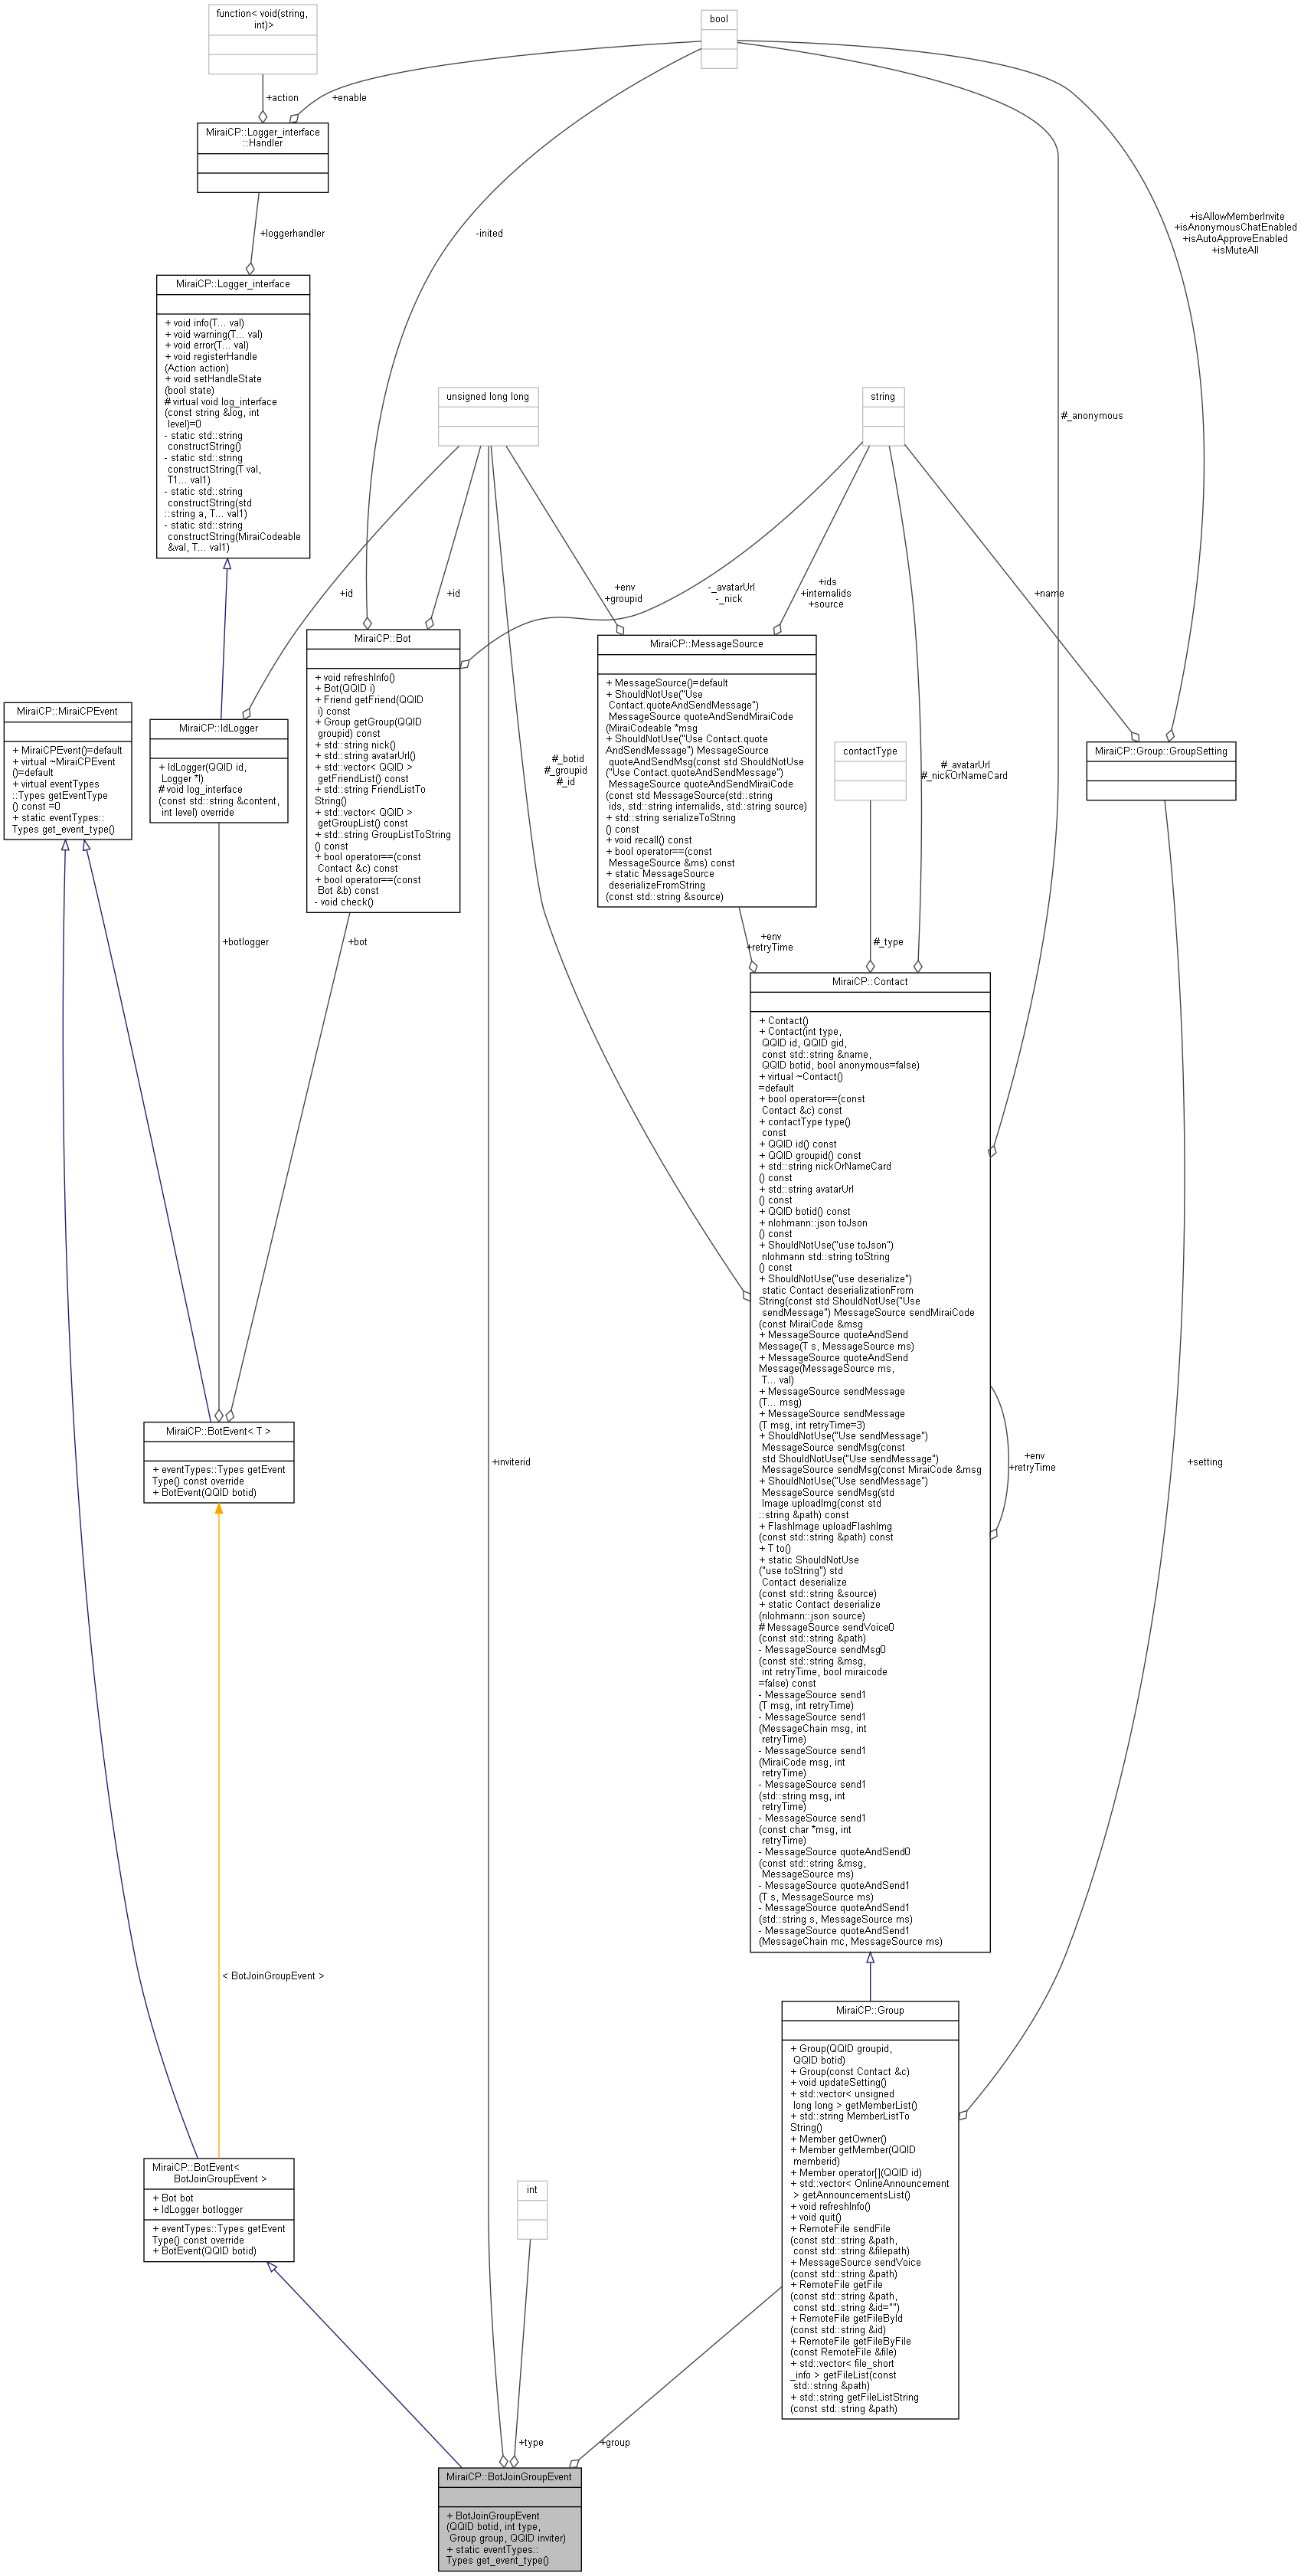 function< void(string,
int)>
bool
+action
+enable
MiraiCP::Logger_interface
::Handler
+isAllowMemberInvite
+isAnonymousChatEnabled
+isAutoApproveEnabled
+isMuteAll
+loggerhandler
-inited
MiraiCP::Logger_interface
+ void info(T... val)
+ void warning(T... val)
+ void error(T... val)
+ void registerHandle
(Action action)
+ void setHandleState
(bool state)
# virtual void log_interface
(const string &log, int
level)=0
- static std::string
constructString()
- static std::string
constructString(T val,
T1... val1)
- static std::string
constructString(std
::string a, T... val1)
- static std::string
constructString(MiraiCodeable
&val, T... val1)
unsigned long long
string
#_anonymous
+id
+id
+env
+groupid
-_avatarUrl
-_nick
+ids
+internalids
+source
+name
MiraiCP::Bot
+ void refreshInfo()
+ Bot(QQID i)
+ Friend getFriend(QQID
i) const
+ Group getGroup(QQID
groupid) const
+ std::string nick()
+ std::string avatarUrl()
+ std::vector< QQID >
getFriendList() const
+ std::string FriendListTo
String()
+ std::vector< QQID >
getGroupList() const
+ std::string GroupListToString
() const
+ bool operator==(const
Contact &c) const
+ bool operator==(const
Bot &b) const
- void check()
MiraiCP::MessageSource
+ MessageSource()=default
+ ShouldNotUse("Use
Contact.quoteAndSendMessage")
MessageSource quoteAndSendMiraiCode
(MiraiCodeable *msg
+ ShouldNotUse("Use Contact.quote
AndSendMessage") MessageSource
quoteAndSendMsg(const std ShouldNotUse
("Use Contact.quoteAndSendMessage")
MessageSource quoteAndSendMiraiCode
(const std MessageSource(std::string
ids, std::string internalids, std::string source)
+ std::string serializeToString
() const
+ void recall() const
+ bool operator==(const
MessageSource &ms) const
+ static MessageSource
deserializeFromString
(const std::string &source)
MiraiCP::MiraiCPEvent
+ MiraiCPEvent()=default
+ virtual ~MiraiCPEvent
()=default
+ virtual eventTypes
::Types getEventType
() const =0
+ static eventTypes::
Types get_event_type()
MiraiCP::IdLogger
+ IdLogger(QQID id,
Logger *l)
# void log_interface
(const std::string &content,
int level) override
#_botid
#_groupid
#_id
contactType
#_avatarUrl
#_nickOrNameCard
MiraiCP::Group::GroupSetting
+botlogger
+bot
+env
+retryTime
#_type
MiraiCP::Contact
+ Contact()
+ Contact(int type,
QQID id, QQID gid,
const std::string &name,
QQID botid, bool anonymous=false)
+ virtual ~Contact()
=default
+ bool operator==(const
Contact &c) const
+ contactType type()
const
+ QQID id() const
+ QQID groupid() const
+ std::string nickOrNameCard
() const
+ std::string avatarUrl
() const
+ QQID botid() const
+ nlohmann::json toJson
() const
+ ShouldNotUse("use toJson")
nlohmann std::string toString
() const
+ ShouldNotUse("use deserialize")
static Contact deserializationFrom
String(const std ShouldNotUse("Use
sendMessage") MessageSource sendMiraiCode
(const MiraiCode &msg
+ MessageSource quoteAndSend
Message(T s, MessageSource ms)
+ MessageSource quoteAndSend
Message(MessageSource ms,
T... val)
+ MessageSource sendMessage
(T... msg)
+ MessageSource sendMessage
(T msg, int retryTime=3)
+ ShouldNotUse("Use sendMessage")
MessageSource sendMsg(const
std ShouldNotUse("Use sendMessage")
MessageSource sendMsg(const MiraiCode &msg
+ ShouldNotUse("Use sendMessage")
MessageSource sendMsg(std
Image uploadImg(const std
::string &path) const
+ FlashImage uploadFlashImg
(const std::string &path) const
+ T to()
+ static ShouldNotUse
("use toString") std
Contact deserialize
(const std::string &source)
+ static Contact deserialize
(nlohmann::json source)
# MessageSource sendVoice0
(const std::string &path)
- MessageSource sendMsg0
(const std::string &msg,
int retryTime, bool miraicode
=false) const
- MessageSource send1
(T msg, int retryTime)
- MessageSource send1
(MessageChain msg, int
retryTime)
- MessageSource send1
(MiraiCode msg, int
retryTime)
- MessageSource send1
(std::string msg, int
retryTime)
- MessageSource send1
(const char *msg, int
retryTime)
- MessageSource quoteAndSend0
(const std::string &msg,
MessageSource ms)
- MessageSource quoteAndSend1
(T s, MessageSource ms)
- MessageSource quoteAndSend1
(std::string s, MessageSource ms)
- MessageSource quoteAndSend1
(MessageChain mc, MessageSource ms)
+env
+retryTime
MiraiCP::BotEvent< T >
+ eventTypes::Types getEvent
Type() const override
+ BotEvent(QQID botid)
+inviterid
+setting
< BotJoinGroupEvent >
MiraiCP::Group
+ Group(QQID groupid,
QQID botid)
+ Group(const Contact &c)
+ void updateSetting()
+ std::vector< unsigned
long long > getMemberList()
+ std::string MemberListTo
String()
+ Member getOwner()
+ Member getMember(QQID
memberid)
+ Member operator[](QQID id)
+ std::vector< OnlineAnnouncement
> getAnnouncementsList()
+ void refreshInfo()
+ void quit()
+ RemoteFile sendFile
(const std::string &path,
const std::string &filepath)
+ MessageSource sendVoice
(const std::string &path)
+ RemoteFile getFile
(const std::string &path,
const std::string &id="")
+ RemoteFile getFileById
(const std::string &id)
+ RemoteFile getFileByFile
(const RemoteFile &file)
+ std::vector< file_short
_info > getFileList(const
std::string &path)
+ std::string getFileListString
(const std::string &path)
MiraiCP::BotEvent<
BotJoinGroupEvent >
+ Bot bot
+ IdLogger botlogger
+ eventTypes::Types getEvent
Type() const override
+ BotEvent(QQID botid)
int
+type
+group
MiraiCP::BotJoinGroupEvent
+ BotJoinGroupEvent
(QQID botid, int type,
Group group, QQID inviter)
+ static eventTypes::
Types get_event_type()